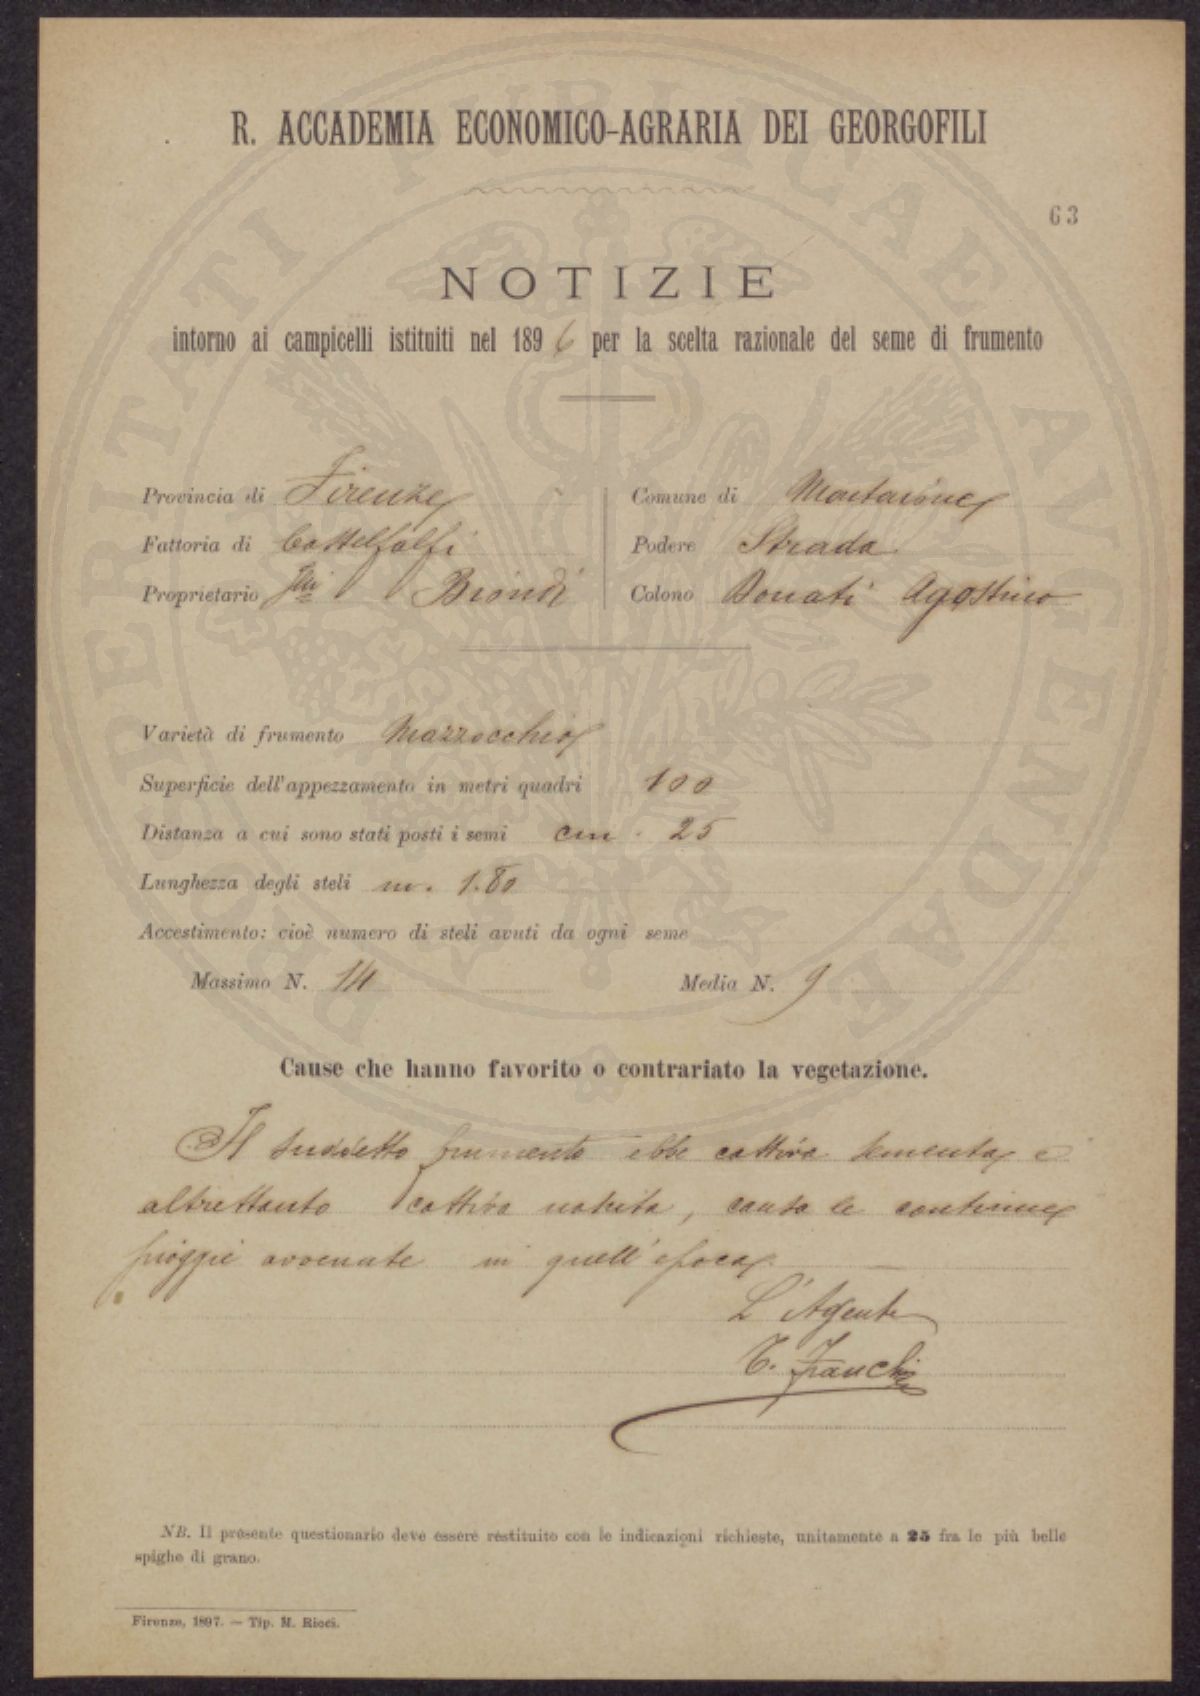 R. ACCADEMIA ECONOMICO-AGRARIA DEI GEORGOFILI
63
NOTIZIE
intorno ai campicelli istituiti nel 1896 per la scelta razionale del seme di frumento
Provincia di Firenze
Comune di Montaione
Fattoria di Castelfalfi
Podere Strada
Proprietario Biondi
Colono Donati Agostino
Varietà di frumento Mazzocchio
Superficie dell'appezzamento in metri quadri 100
Distanza a cui sono stati posti i semi cm. 25
Lunghezza degli steli m. 1.80
Accestimento: cioè numero di steli avuti da ogni seme
Massimo N. 14 Media N. 9
Cause che hanno favorito o contrariato la vegetazione.
Il suddetto frumento ebbe cattiva sementa e
altrettanto cattiva nascita, causa le continue
pioggie avvenute in quell'epoca
L'Agente
T. Franchi
NB. Il presente questionario deve essere restituito con le indicazioni richieste, unitamente a 25 fra le più belle
spighe di grano.
Firenze, 1897. — Tip. M. Ricci.
PROSPERITATI PUBLICAE AUGENDAE